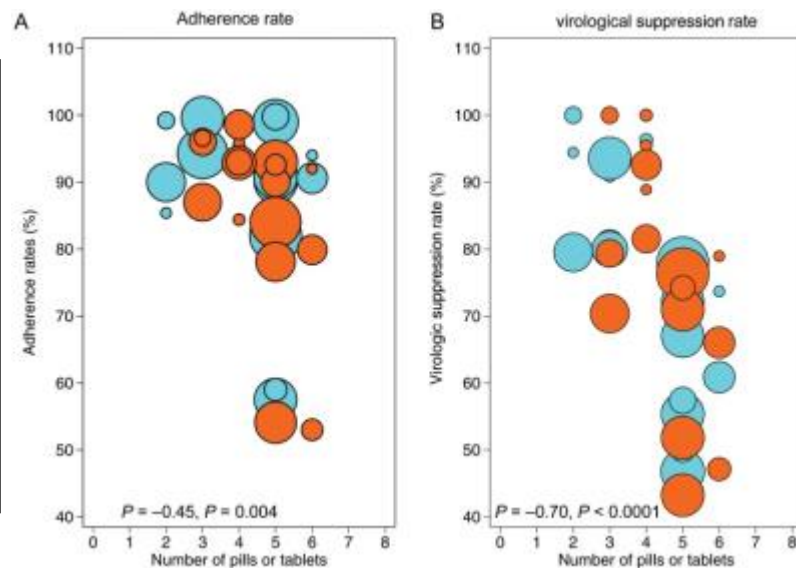 A
Adherence rate
110
100
90
80
70
60
50
40
Adherence rates (%)
P = –0.45, P = 0.004
0 1 2 3 4 5 6 7 8
Number of pills or tablets
B
virological suppression rate
110
100
90
80
70
60
50
40
Virologic suppression rate (%)
P = –0.70, P < 0.0001
0 1 2 3 4 5 6 7 8
Number of pills or tablets